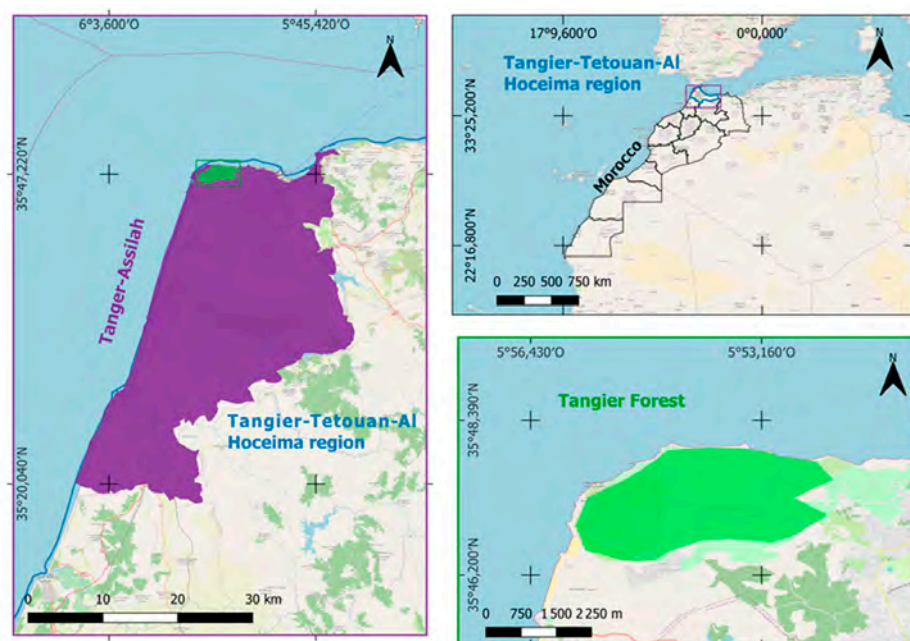 6°3,600'O
5°45,420'O
N
35°47,220'N
Tanger-Assilah
Tangier-Tetouan-Al
Hoceima region
35°20,040'N
0 10 20 30 km
17°9,600'O
0°0,000'
N
Tangier-Tetouan-Al
Hoceima region
33°25,200'N
Morocco
22°16,800'N
0 250 500 750 km
5°56,430'O
5°53,160'O
N
Tangier Forest
35°48,390'N
35°46,200'N
0 750 1 500 2 250 m